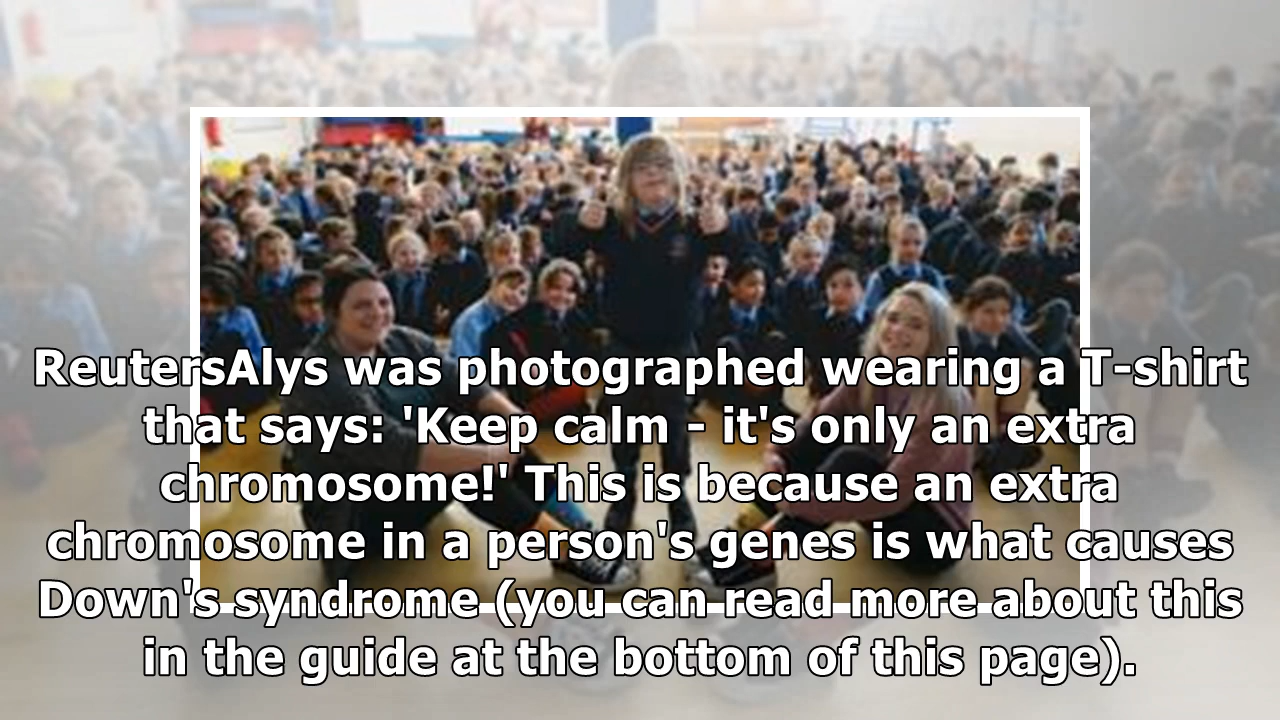 ReutersAlys was photographed wearing a T-shirt
that says: 'Keep calm - it's only an extra
chromosome!' This is because an extra
chromosome in a person's genes is what causes
Down's syndrome (you can read more about this
in the guide at the bottom of this page).